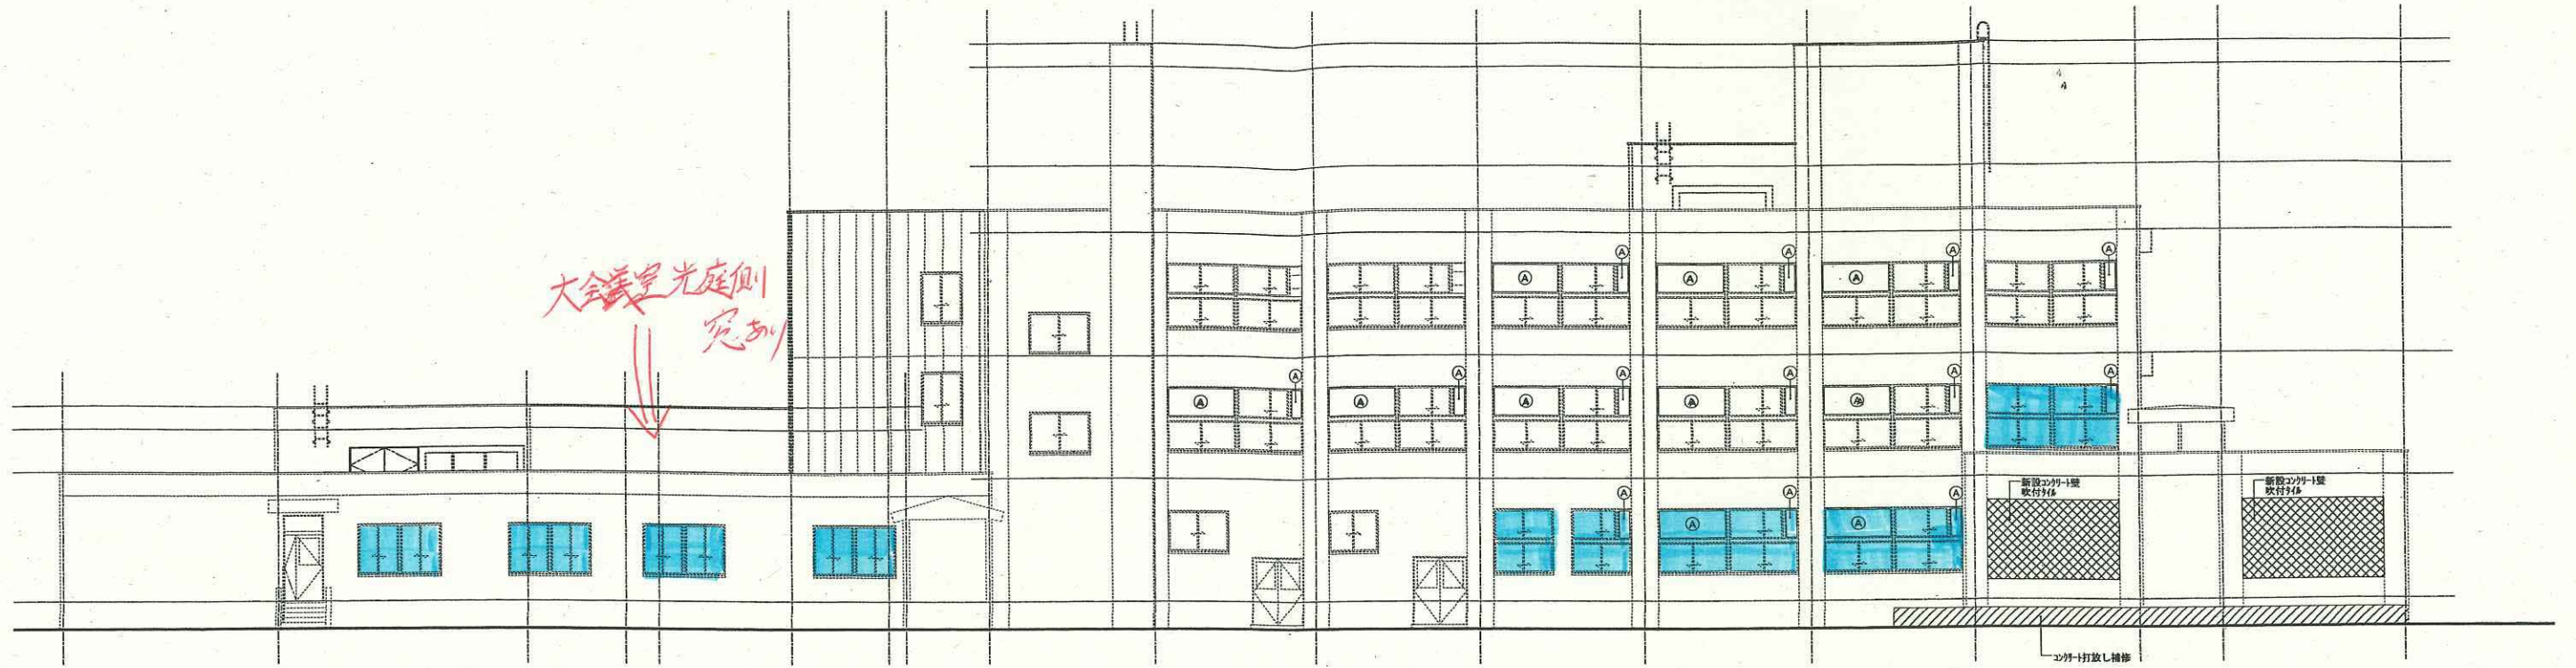 大会議室光庭側
窓あり
Ⓐ Ⓐ Ⓐ Ⓐ
Ⓐ Ⓐ Ⓐ
Ⓐ Ⓐ Ⓐ Ⓐ Ⓐ Ⓐ
Ⓐ Ⓐ Ⓐ Ⓐ Ⓐ
Ⓐ Ⓐ Ⓐ
Ⓐ Ⓐ
新設コンクリート壁
吹付タイル
新設コンクリート壁
吹付タイル
コンクリート打放し補修